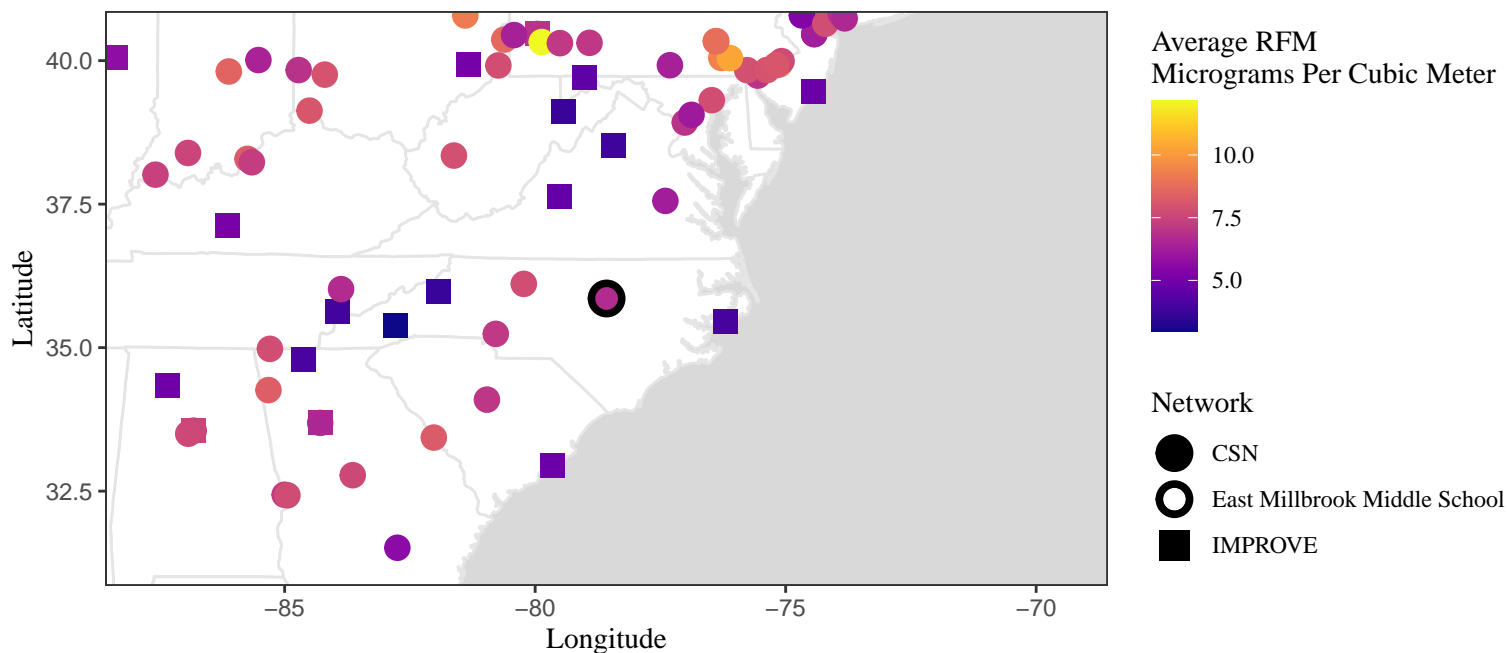 40.0
37.5
35.0
32.5
Latitude
−85
−80
−75
−70
Longitude
Average RFM
Micrograms Per Cubic Meter
10.0
7.5
5.0
Network
CSN
East Millbrook Middle School
IMPROVE